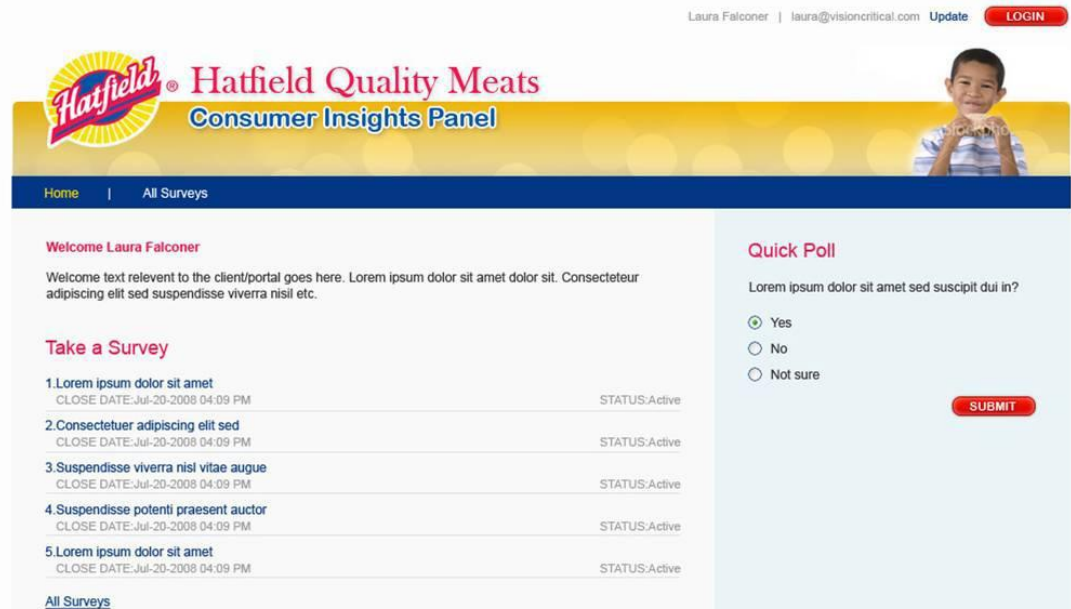 Laura Falconer | laura@visioncritical.com Update LOGIN
Hatfield ® Hatfield Quality Meats
Consumer Insights Panel
Home | All Surveys
Welcome Laura Falconer
Welcome text relevent to the client/portal goes here. Lorem ipsum dolor sit amet dolor sit. Consecteteur
adipiscing elit sed suspendisse viverra nisil etc.
Take a Survey
1.Lorem ipsum dolor sit amet
CLOSE DATE:Jul-20-2008 04:09 PM STATUS:Active
2.Consectetuer adipiscing elit sed
CLOSE DATE:Jul-20-2008 04:09 PM STATUS:Active
3.Suspendisse viverra nisl vitae augue
CLOSE DATE:Jul-20-2008 04:09 PM STATUS:Active
4.Suspendisse potenti praesent auctor
CLOSE DATE:Jul-20-2008 04:09 PM STATUS:Active
5.Lorem ipsum dolor sit amet
CLOSE DATE:Jul-20-2008 04:09 PM STATUS:Active
All Surveys
Quick Poll
Lorem ipsum dolor sit amet sed suscipit dui in?
Yes
No
Not sure
SUBMIT